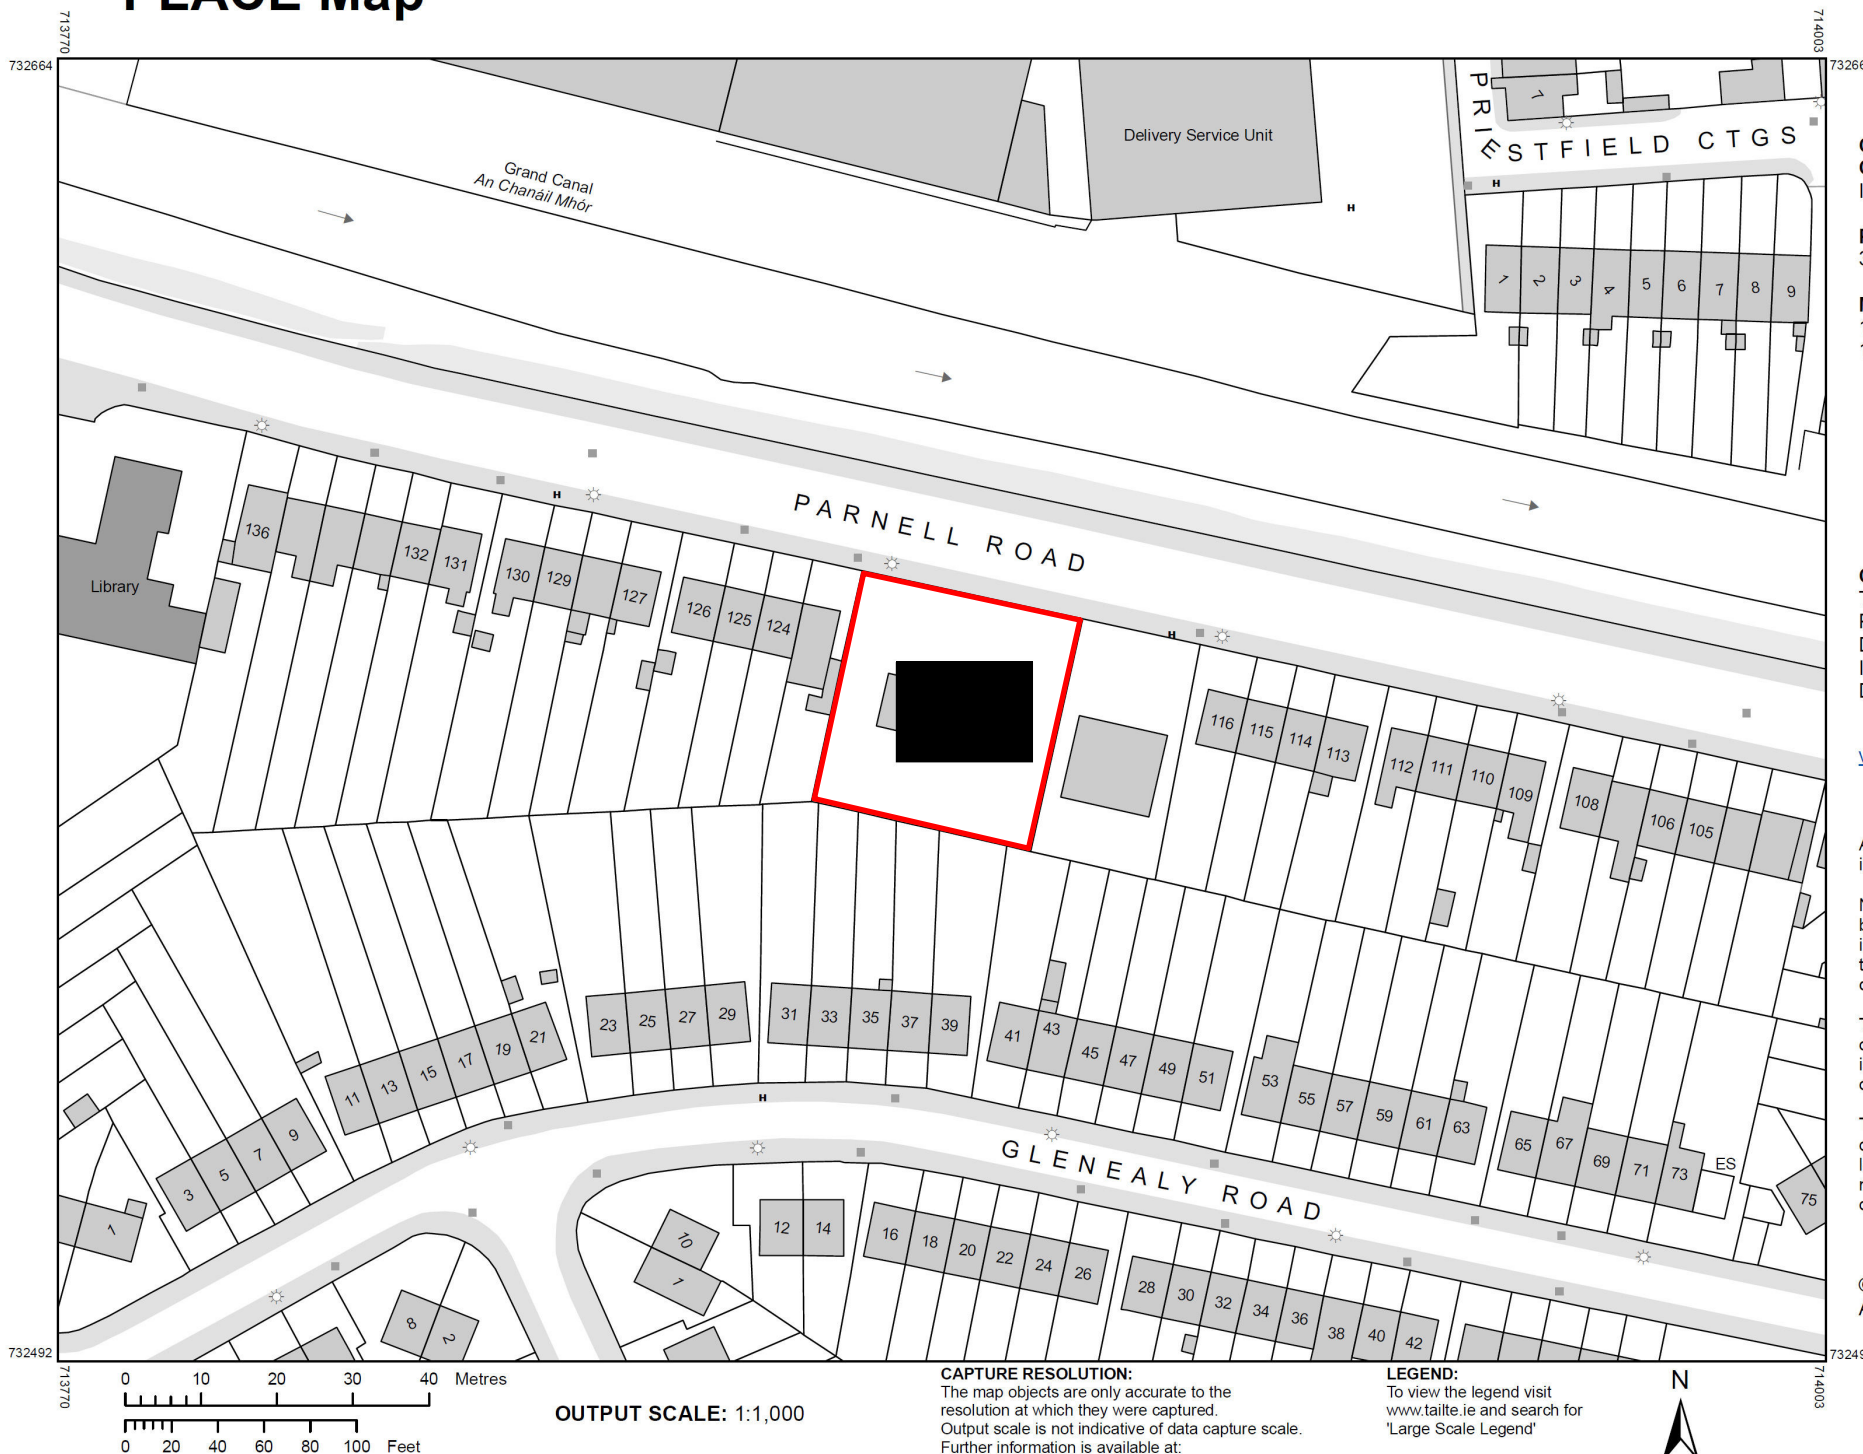 PLACE Map
713770
714003
732664
Delivery Service Unit
PRIESTFIELD CTGS
7
Grand Canal
An Chanáil Mhór
1 2 3 4 5 6 7 8 9
PARNELL ROAD
Library
136 132 131 130 129 127 126 125 124
116 115 114 113 112 111 110 109 108 106 105
23 25 27 29 31 33 35 37 39
11 13 15 17 19 21
41 43 45 47 49 51
53 55 57 59 61 63
65 67 69 71 73 ES 75
1 3 5 7 9
GLENEALY ROAD
10 1 12 14 16 18 20 22 24 26
28 30 32 34 36 38 40 42
8 2
732492
713770
714003
0 10 20 30 40 Metres
0 20 40 60 80 100 Feet
OUTPUT SCALE: 1:1,000
CAPTURE RESOLUTION:
The map objects are only accurate to the
resolution at which they were captured.
Output scale is not indicative of data capture scale.
Further information is available at:
LEGEND:
To view the legend visit
www.tailte.ie and search for
'Large Scale Legend'
N